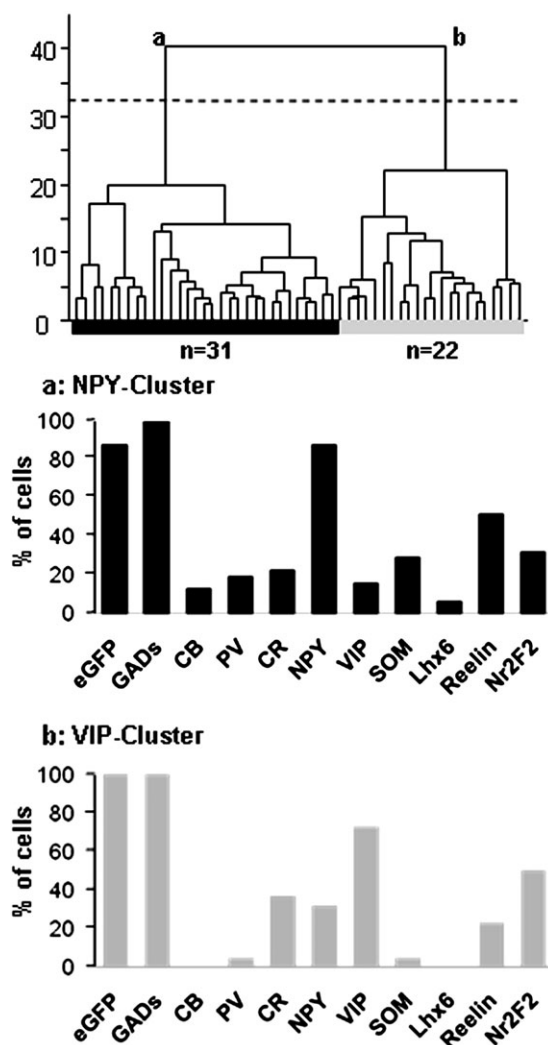 a b
40
30
20
10
0
n=31 n=22
a: NPY-Cluster
% of cells
100
80
60
40
20
0
eGFP GADs CB PV CR NPY VIP SOM Lhx6 Reelin Nr2F2
b: VIP-Cluster
% of cells
100
80
60
40
20
0
eGFP GADs CB PV CR NPY VIP SOM Lhx6 Reelin Nr2F2